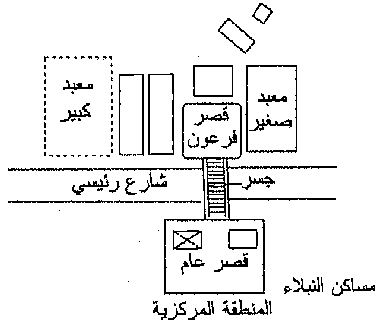 معبد
كبير
قصر
فرعون
معبد
صغير
شارع رئيسي
جسر
قصر عام
مساكن النبلاء
المنطقة المركزية